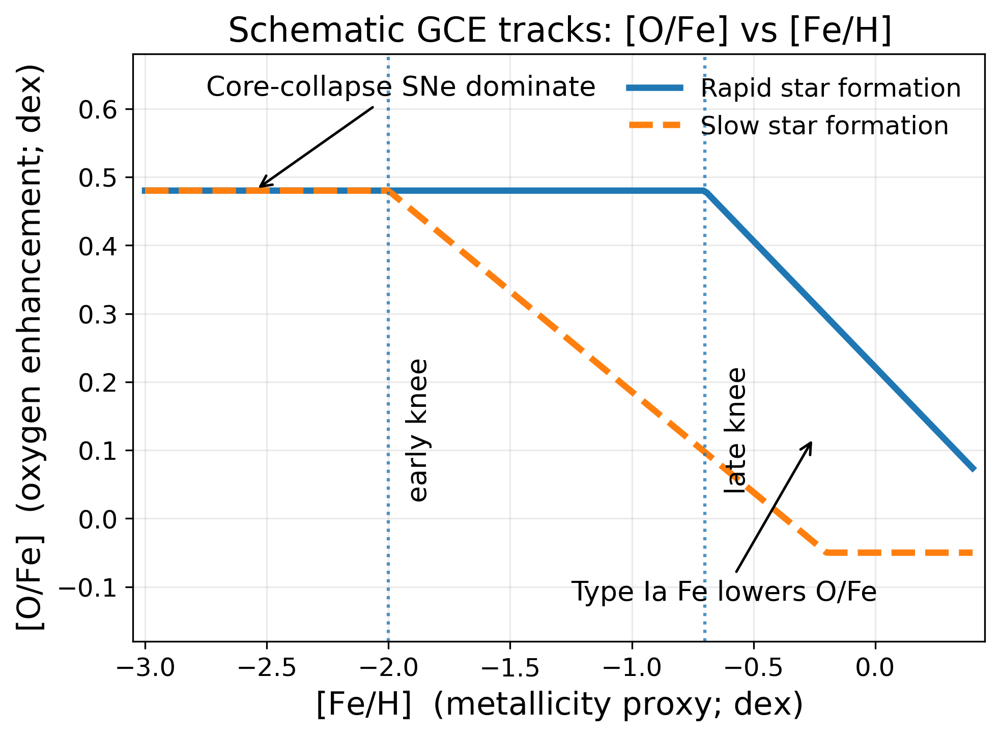 Schematic GCE tracks: [O/Fe] vs [Fe/H]
Core-collapse SNe dominate
Rapid star formation
Slow star formation
[O/Fe]  (oxygen enhancement; dex)
0.6
0.5
0.4
0.3
0.2
0.1
0.0
−0.1
early knee
late knee
Type Ia Fe lowers O/Fe
−3.0
−2.5
−2.0
−1.5
−1.0
−0.5
0.0
[Fe/H]  (metallicity proxy; dex)